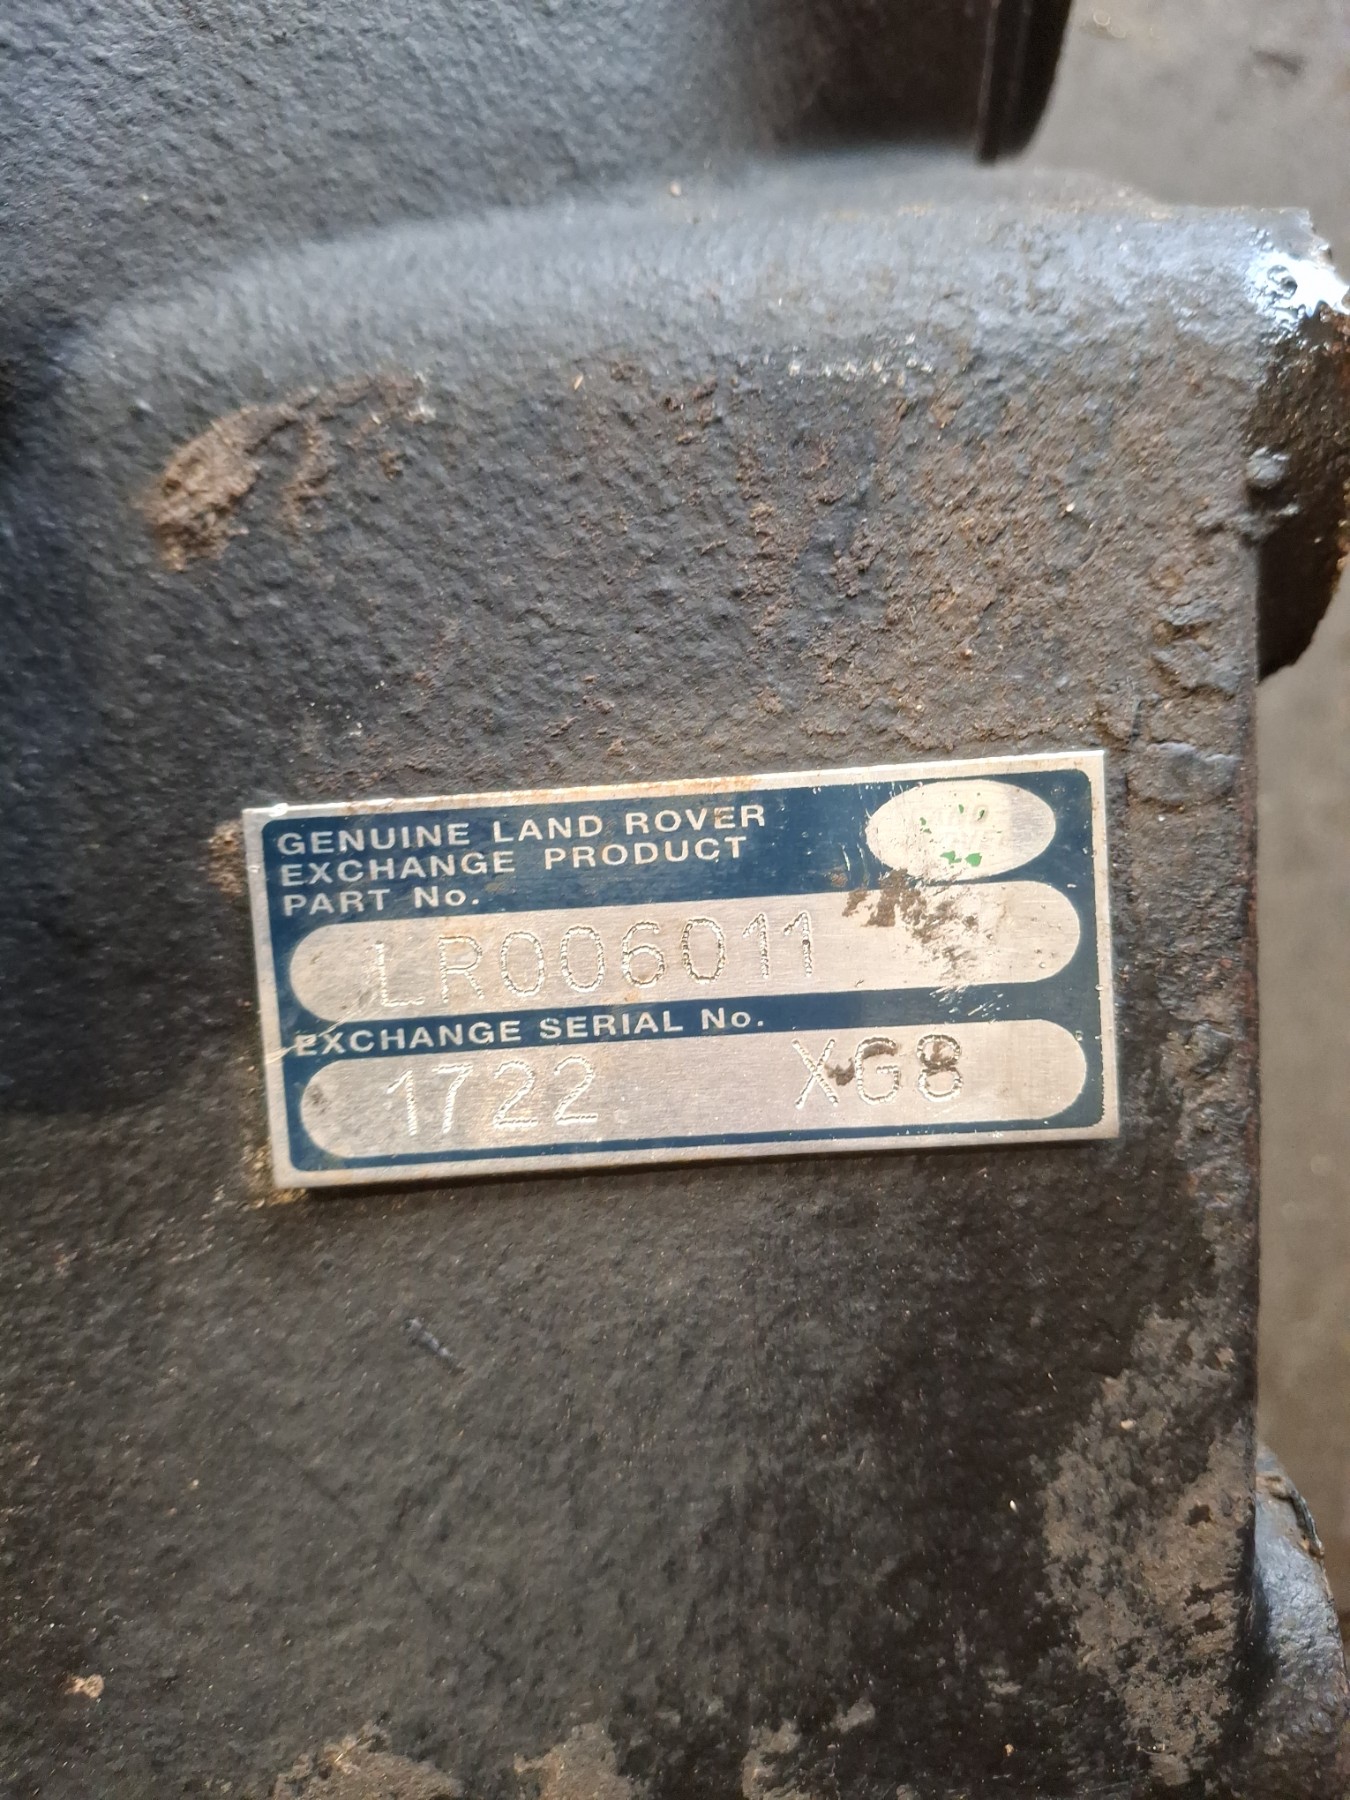 GENUINE LAND ROVER
EXCHANGE PRODUCT
PART No.
LR006011
EXCHANGE SERIAL No.
1722 XG8